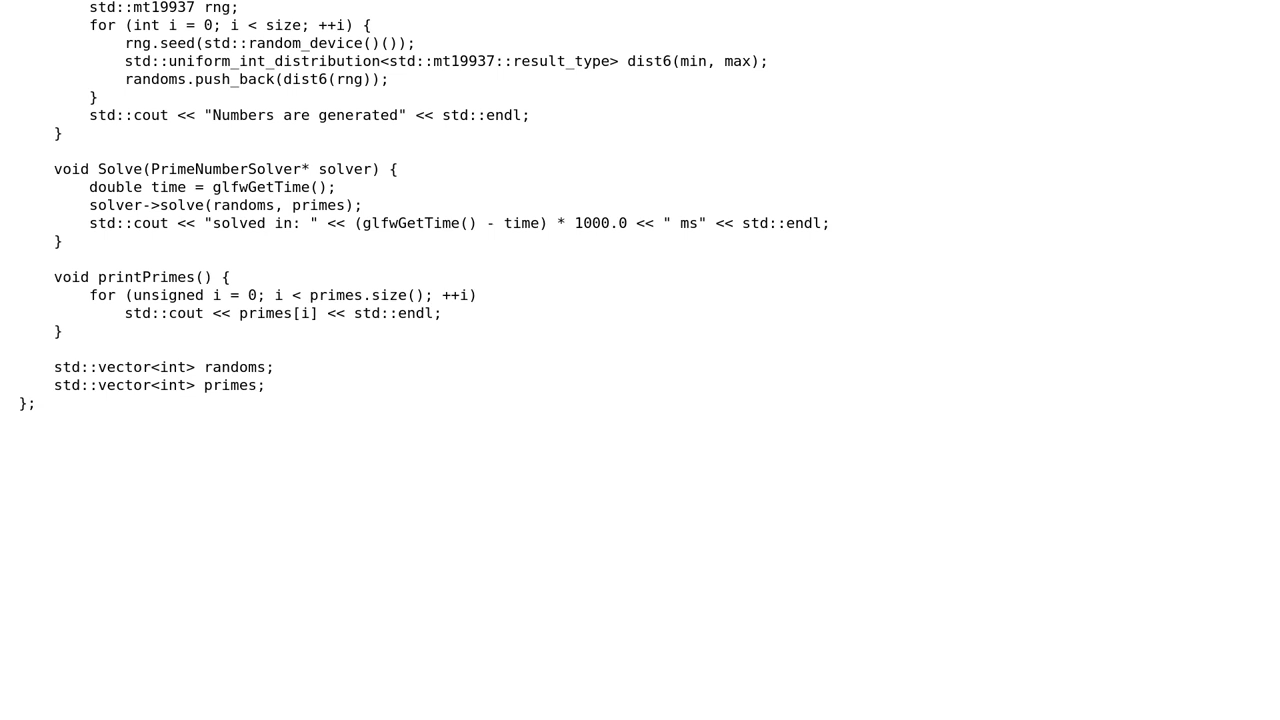 std::mt19937 rng;
for (int i = 0; i < size; ++i) {
rng.seed(std::random_device()());
std::uniform_int_distribution<std::mt19937::result_type> dist6(min, max);
randoms.push_back(dist6(rng));
}
std::cout << "Numbers are generated" << std::endl;
}
void Solve(PrimeNumberSolver* solver) {
double time = glfwGetTime();
solver->solve(randoms, primes);
std::cout << "solved in: " << (glfwGetTime() - time) * 1000.0 << " ms" << std::endl;
}
void printPrimes() {
for (unsigned i = 0; i < primes.size(); ++i)
std::cout << primes[i] << std::endl;
}
std::vector<int> randoms;
std::vector<int> primes;
};